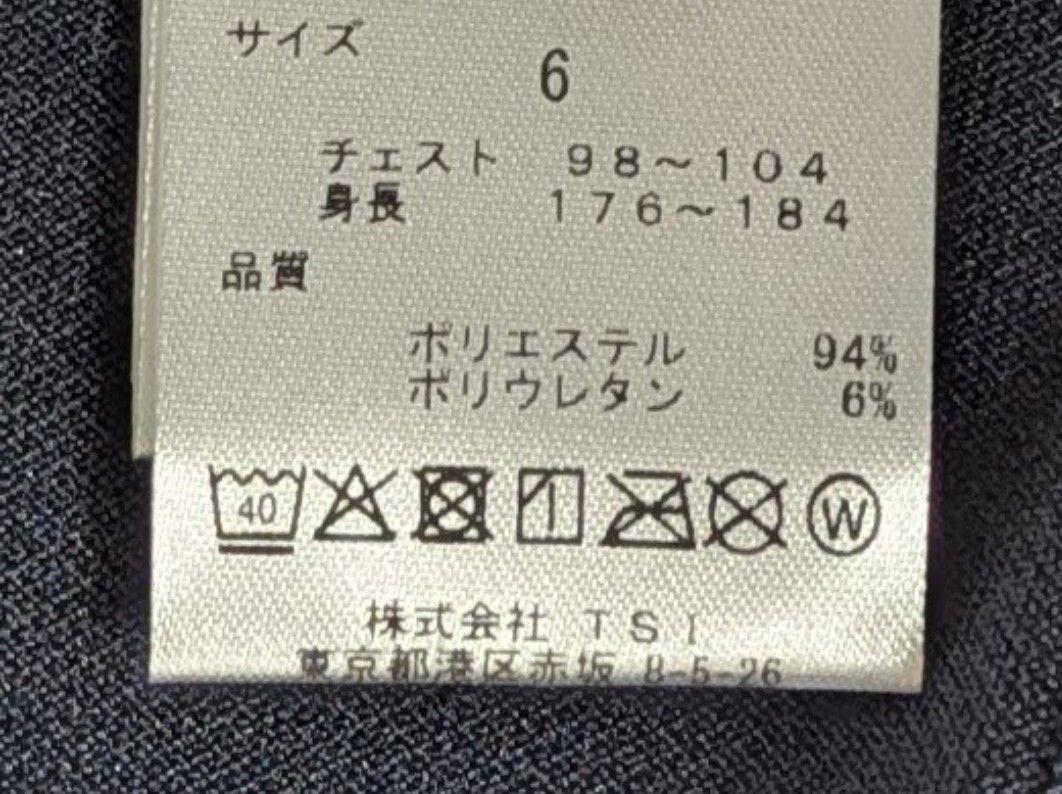 サイズ
6
チェスト 98～104
身長 176～184
品質
ポリエステル 94%
ポリウレタン 6%
40 W
株式会社 TSI
東京都港区赤坂 8-5-26